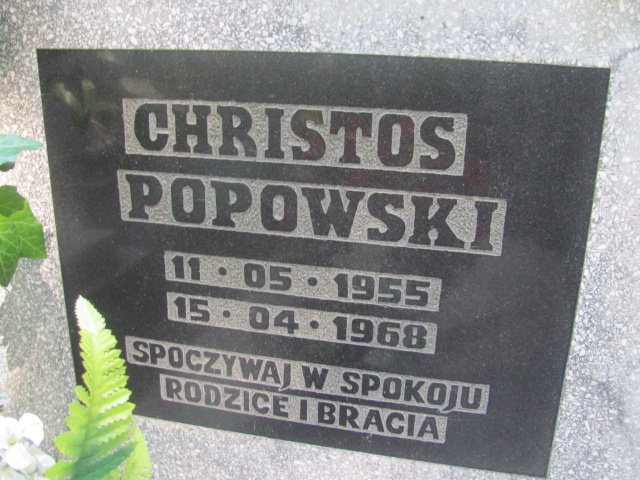 CHRISTOS
POPOWSKI
11 · 05 · 1955
15 · 04 · 1968
SPOCZYWAJ W SPOKOJU
RODZICE I BRACIA